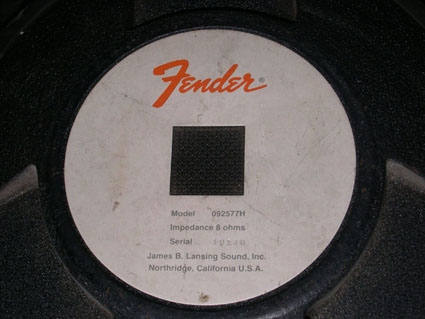 Fender®
Model 092577H
Impedance 8 ohms
Serial
James B. Lansing Sound, Inc.
Northridge, California U.S.A.